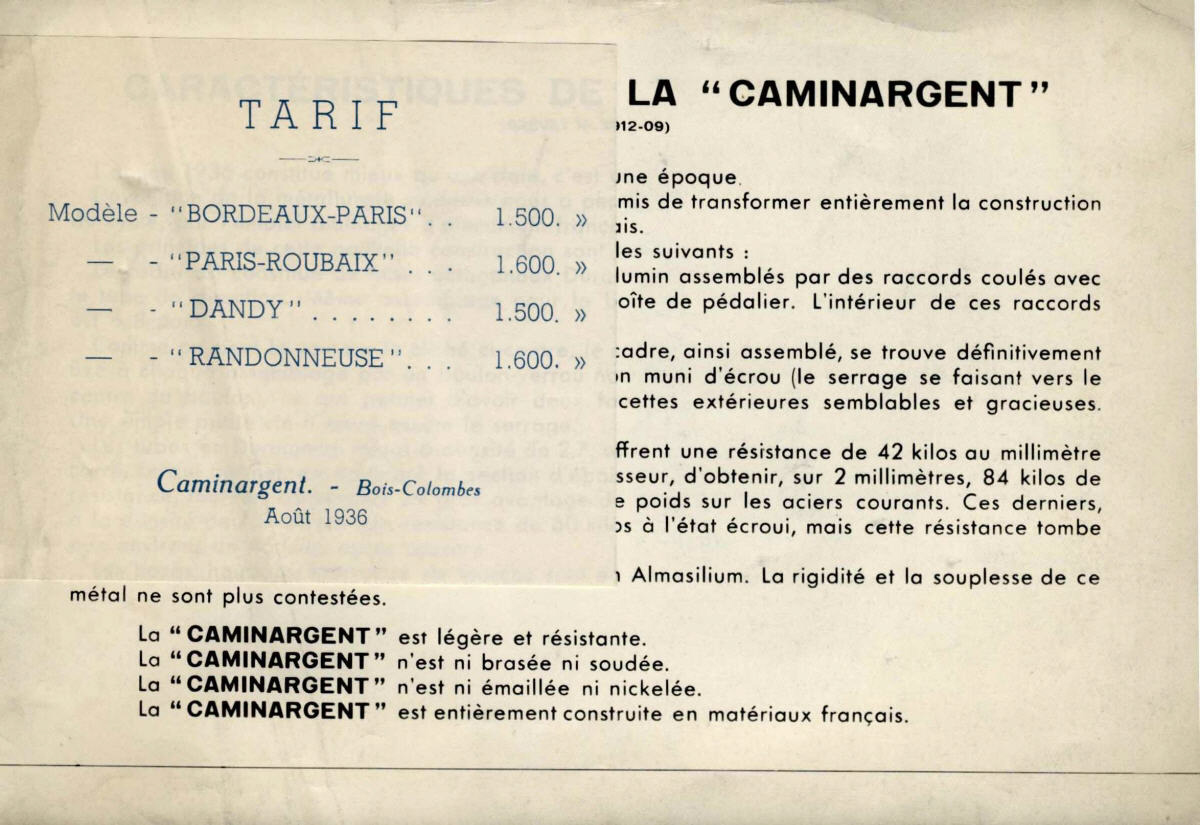 TARIF
Modèle - "BORDEAUX-PARIS" . . 1.500. »
— - "PARIS-ROUBAIX" . . . 1.600. »
— - "DANDY" . . . . . . . . 1.500. »
— - "RANDONNEUSE" . . . . 1.600. »
Caminargent. - Bois-Colombes
Août 1936
CARACTÉRISTIQUES DE LA "CAMINARGENT"
912-09)
une époque.
mis de transformer entièrement la construction
ais.
les suivants :
lumin assemblés par des raccords coulés avec
oîte de pédalier. L'intérieur de ces raccords
cadre, ainsi assemblé, se trouve définitivement
on muni d'écrou (le serrage se faisant vers le
cettes extérieures semblables et gracieuses.
ffrent une résistance de 42 kilos au millimètre
sseur, d'obtenir, sur 2 millimètres, 84 kilos de
e poids sur les aciers courants. Ces derniers,
os à l'état écroui, mais cette résistance tombe
n Almasilium. La rigidité et la souplesse de ce
métal ne sont plus contestées.
La "CAMINARGENT" est légère et résistante.
La "CAMINARGENT" n'est ni brasée ni soudée.
La "CAMINARGENT" n'est ni émaillée ni nickelée.
La "CAMINARGENT" est entièrement construite en matériaux français.